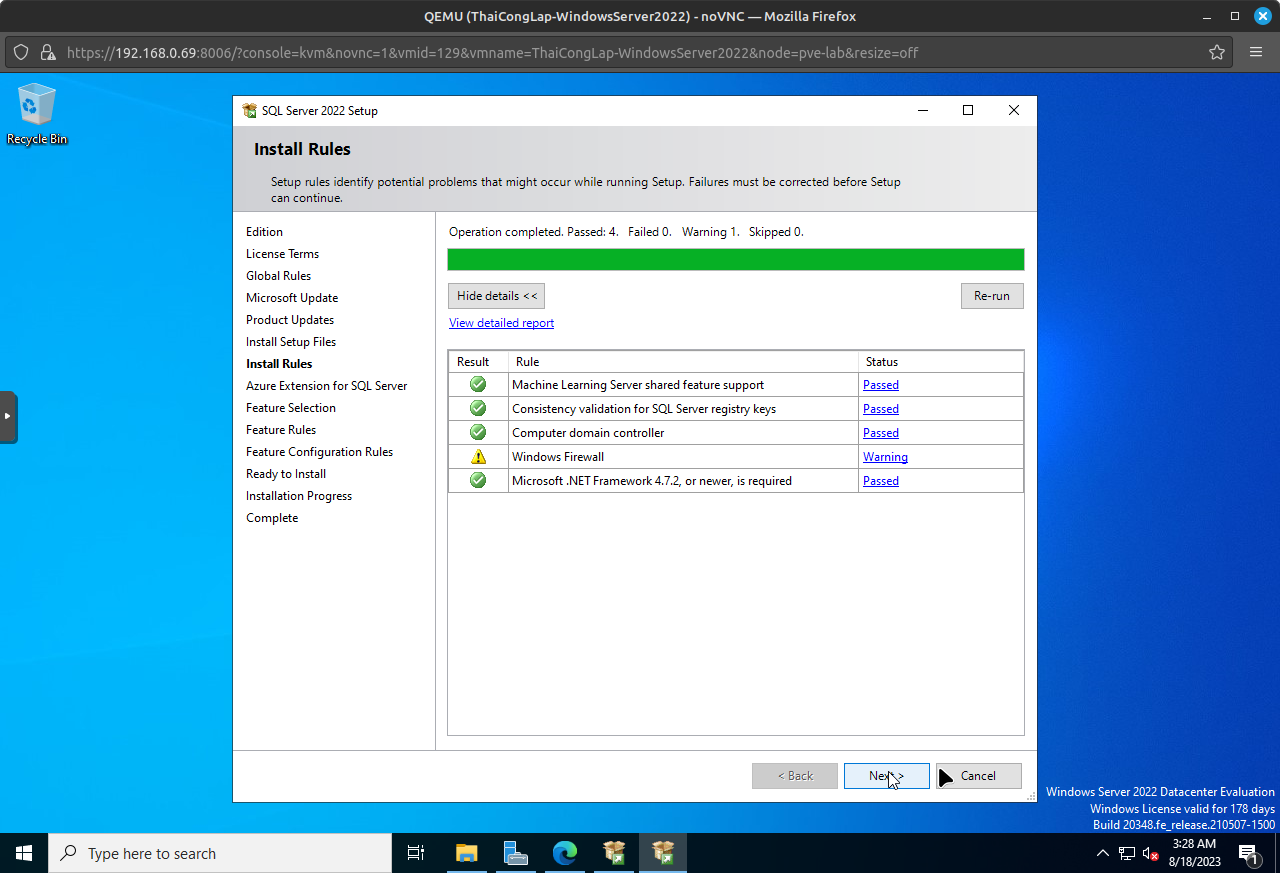 QEMU (ThaiCongLap-WindowsServer2022) - noVNC — Mozilla Firefox
https://192.168.0.69:8006/?console=kvm&novnc=1&vmid=129&vmname=ThaiCongLap-WindowsServer2022&node=pve-lab&resize=off
Recycle Bin
SQL Server 2022 Setup
Install Rules
Setup rules identify potential problems that might occur while running Setup. Failures must be corrected before Setup
can continue.
Edition
License Terms
Global Rules
Microsoft Update
Product Updates
Install Setup Files
Install Rules
Azure Extension for SQL Server
Feature Selection
Feature Rules
Feature Configuration Rules
Ready to Install
Installation Progress
Complete
Operation completed. Passed: 4.   Failed 0.   Warning 1.   Skipped 0.
Hide details <<
Re-run
View detailed report
Result Rule Status
Machine Learning Server shared feature support Passed
Consistency validation for SQL Server registry keys Passed
Computer domain controller Passed
Windows Firewall Warning
Microsoft .NET Framework 4.7.2, or newer, is required Passed
< Back
Next >
Cancel
Windows Server 2022 Datacenter Evaluation
Windows License valid for 178 days
Build 20348.fe_release.210507-1500
Type here to search
3:28 AM
8/18/2023
1